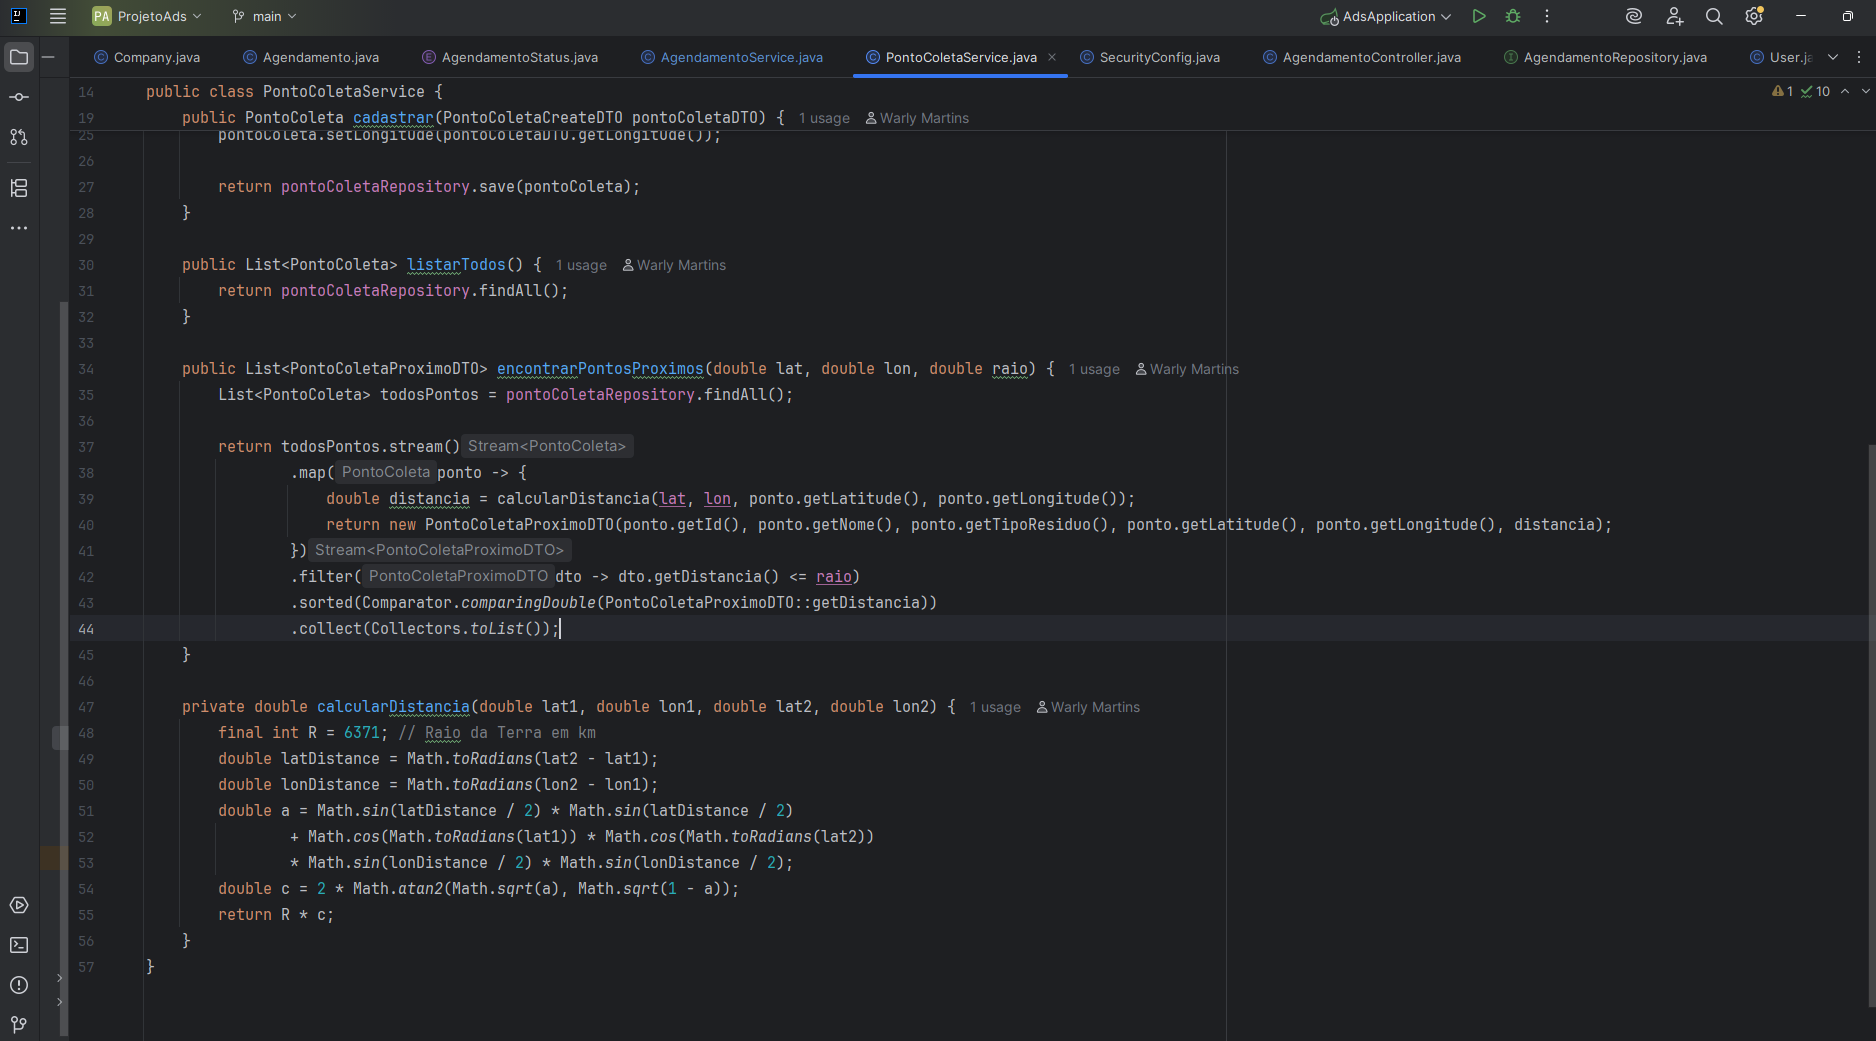 PA ProjetoAds main AdsApplication
Company.java Agendamento.java AgendamentoStatus.java AgendamentoService.java PontoColetaService.java SecurityConfig.java AgendamentoController.java AgendamentoRepository.java User.ja
14 public class PontoColetaService { 1 10
19 public PontoColeta cadastrar(PontoColetaCreateDTO pontoColetaDTO) { 1 usage Warly Martins
25 pontoColeta.setLongitude(pontoColetaDTO.getLongitude());
26
27 return pontoColetaRepository.save(pontoColeta);
28 }
29
30 public List<PontoColeta> listarTodos() { 1 usage Warly Martins
31 return pontoColetaRepository.findAll();
32 }
33
34 public List<PontoColetaProximoDTO> encontrarPontosProximos(double lat, double lon, double raio) { 1 usage Warly Martins
35 List<PontoColeta> todosPontos = pontoColetaRepository.findAll();
36
37 return todosPontos.stream() Stream<PontoColeta>
38 .map( PontoColeta ponto -> {
39 double distancia = calcularDistancia(lat, lon, ponto.getLatitude(), ponto.getLongitude());
40 return new PontoColetaProximoDTO(ponto.getId(), ponto.getNome(), ponto.getTipoResiduo(), ponto.getLatitude(), ponto.getLongitude(), distancia);
41 }) Stream<PontoColetaProximoDTO>
42 .filter( PontoColetaProximoDTO dto -> dto.getDistancia() <= raio)
43 .sorted(Comparator.comparingDouble(PontoColetaProximoDTO::getDistancia))
44 .collect(Collectors.toList());
45 }
46
47 private double calcularDistancia(double lat1, double lon1, double lat2, double lon2) { 1 usage Warly Martins
48 final int R = 6371; // Raio da Terra em km
49 double latDistance = Math.toRadians(lat2 - lat1);
50 double lonDistance = Math.toRadians(lon2 - lon1);
51 double a = Math.sin(latDistance / 2) * Math.sin(latDistance / 2)
52 + Math.cos(Math.toRadians(lat1)) * Math.cos(Math.toRadians(lat2))
53 * Math.sin(lonDistance / 2) * Math.sin(lonDistance / 2);
54 double c = 2 * Math.atan2(Math.sqrt(a), Math.sqrt(1 - a));
55 return R * c;
56 }
57 }